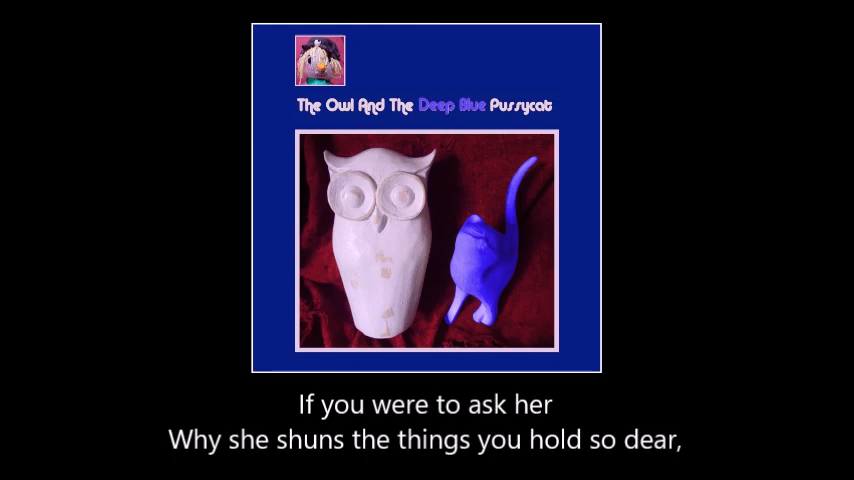 The Owl And The Deep Blue Pussycat
If you were to ask her
Why she shuns the things you hold so dear,